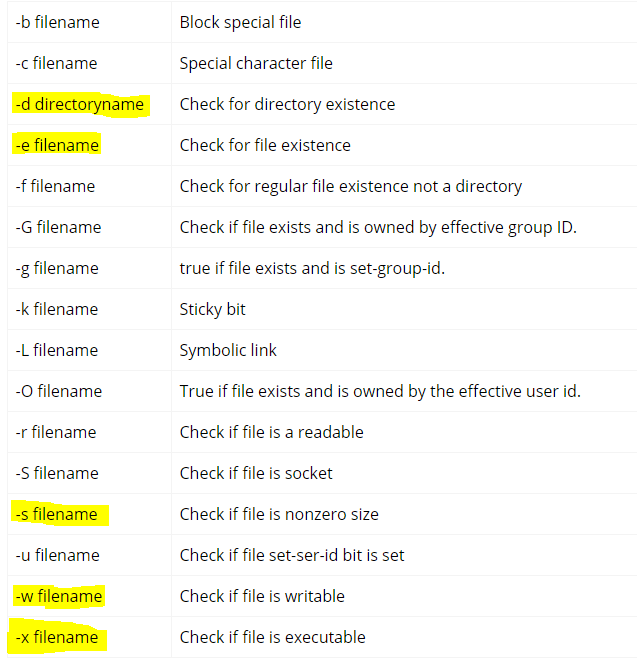 -b filename Block special file
-c filename Special character file
-d directoryname Check for directory existence
-e filename Check for file existence
-f filename Check for regular file existence not a directory
-G filename Check if file exists and is owned by effective group ID.
-g filename true if file exists and is set-group-id.
-k filename Sticky bit
-L filename Symbolic link
-O filename True if file exists and is owned by the effective user id.
-r filename Check if file is a readable
-S filename Check if file is socket
-s filename Check if file is nonzero size
-u filename Check if file set-ser-id bit is set
-w filename Check if file is writable
-x filename Check if file is executable